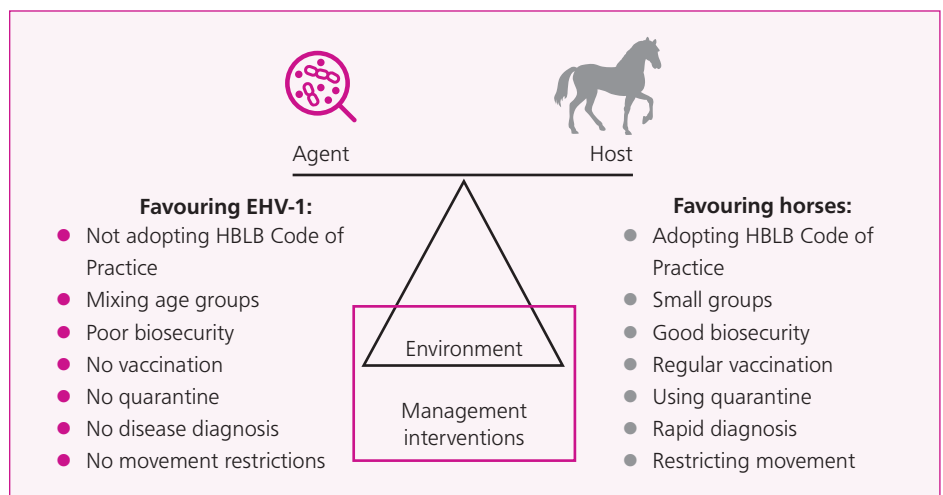 Agent
Host
Favouring EHV-1:
Not adopting HBLB Code of
Practice
Mixing age groups
Poor biosecurity
No vaccination
No quarantine
No disease diagnosis
No movement restrictions
Environment
Management
interventions
Favouring horses:
Adopting HBLB Code of
Practice
Small groups
Good biosecurity
Regular vaccination
Using quarantine
Rapid diagnosis
Restricting movement